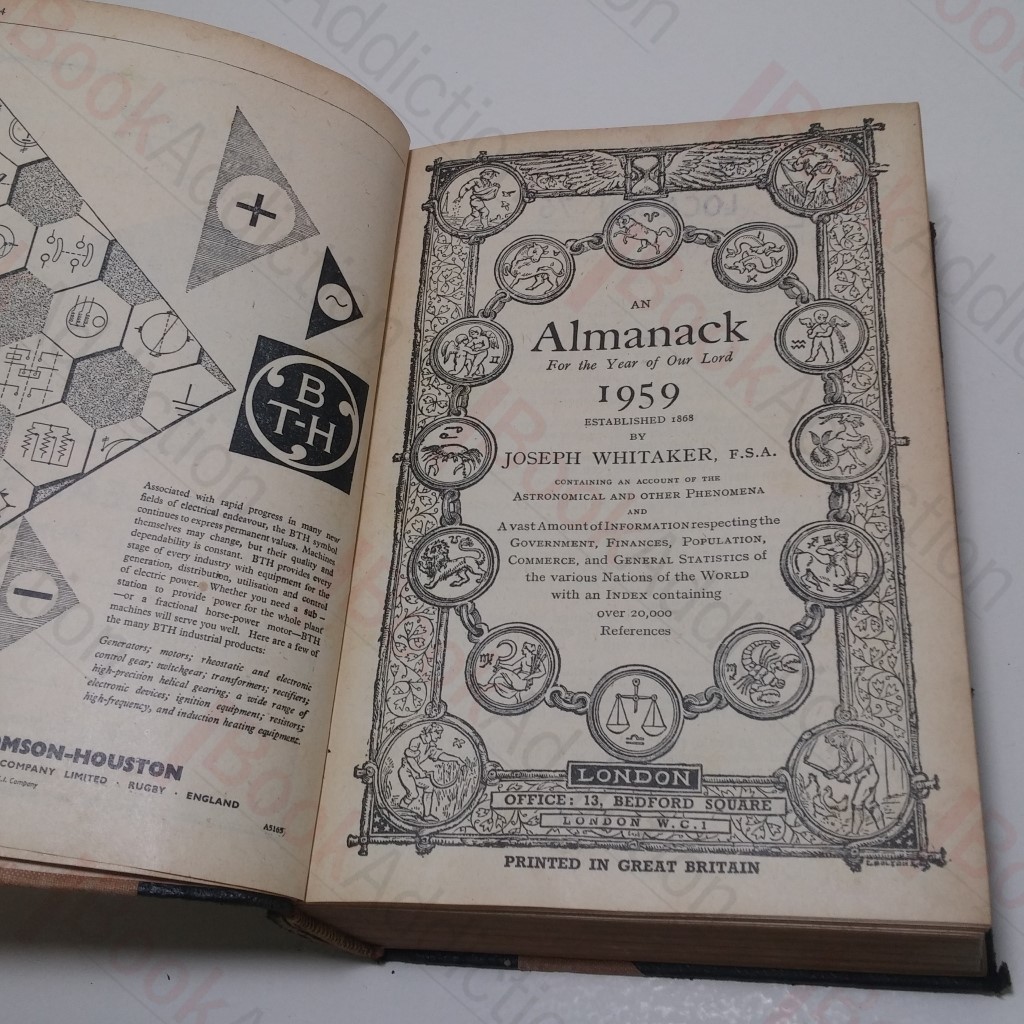 4
+
~
B
T-H
Associated with rapid progress in many new
fields of electrical endeavour, the BTH symbol
continues to express permanent values. Machines
themselves may change, but their quality and
dependability is constant. BTH provides every
stage of every industry with equipment for the
generation, distribution, utilisation and control
of electric power. Whether you need a sub-
station to provide power for the whole plant
—or a fractional horse-power motor—BTH
machines will serve you well. Here are a few of
the many BTH industrial products:
Generators; motors; rheostatic and electronic
control gear; switchgear; transformers; rectifiers;
high-precision helical gearing; a wide range of
electronic devices; ignition equipment; resistors;
high-frequency, and induction heating equipment.
OMSON-HOUSTON
COMPANY LIMITED · RUGBY · ENGLAND
Company
A5165
AN
Almanack
For the Year of Our Lord
1959
ESTABLISHED 1868
BY
JOSEPH WHITAKER, F.S.A.
CONTAINING AN ACCOUNT OF THE
ASTRONOMICAL AND OTHER PHENOMENA
AND
A vast Amount of INFORMATION respecting the
GOVERNMENT, FINANCES, POPULATION,
COMMERCE, and GENERAL STATISTICS of
the various Nations of the WORLD
with an INDEX containing
over 20,000
References
LONDON
OFFICE: 13, BEDFORD SQUARE
LONDON W.C.1
PRINTED IN GREAT BRITAIN
BookAddiction